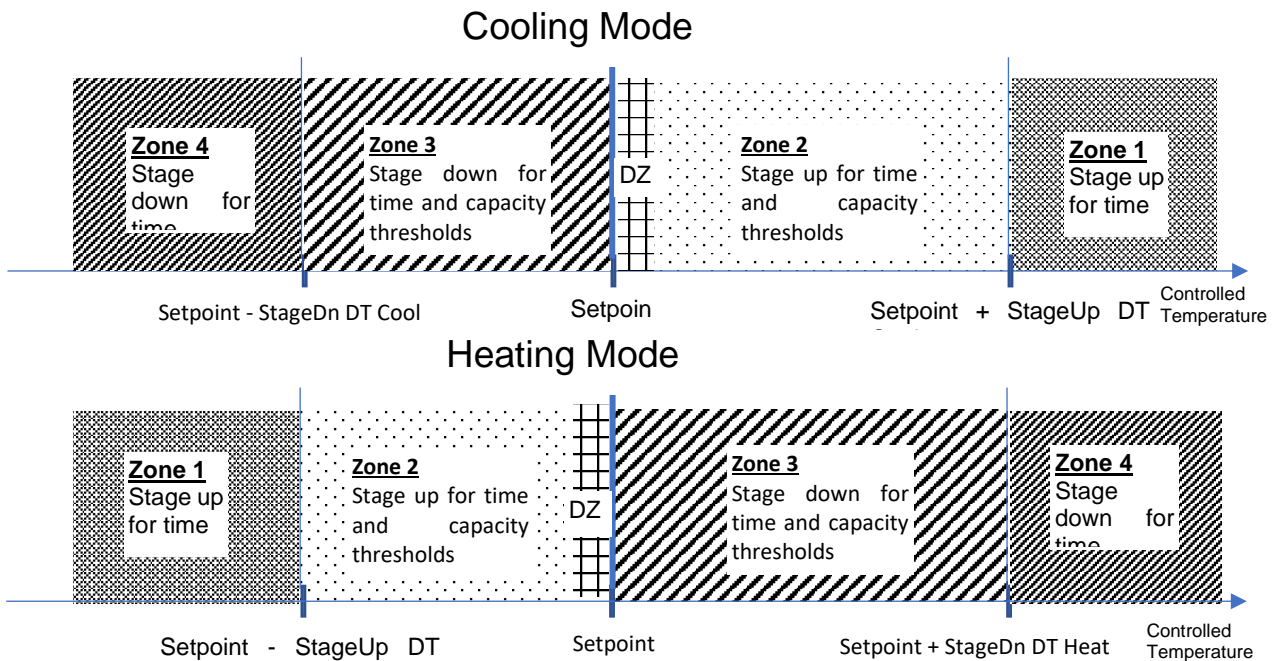 Cooling Mode
Zone 4
Stage
down for
time
Zone 3
Stage down for
time and capacity
thresholds
DZ
Zone 2
Stage up for time
and capacity
thresholds
Zone 1
Stage up
for time
Setpoint - StageDn DT Cool
Setpoin
Setpoint + StageUp DT
Controlled
Temperature
Heating Mode
Zone 1
Stage up
for time
Zone 2
Stage up for time
and capacity
thresholds
DZ
Zone 3
Stage down for
time and capacity
thresholds
Zone 4
Stage
down for
time
Setpoint - StageUp DT
Setpoint
Setpoint + StageDn DT Heat
Controlled
Temperature